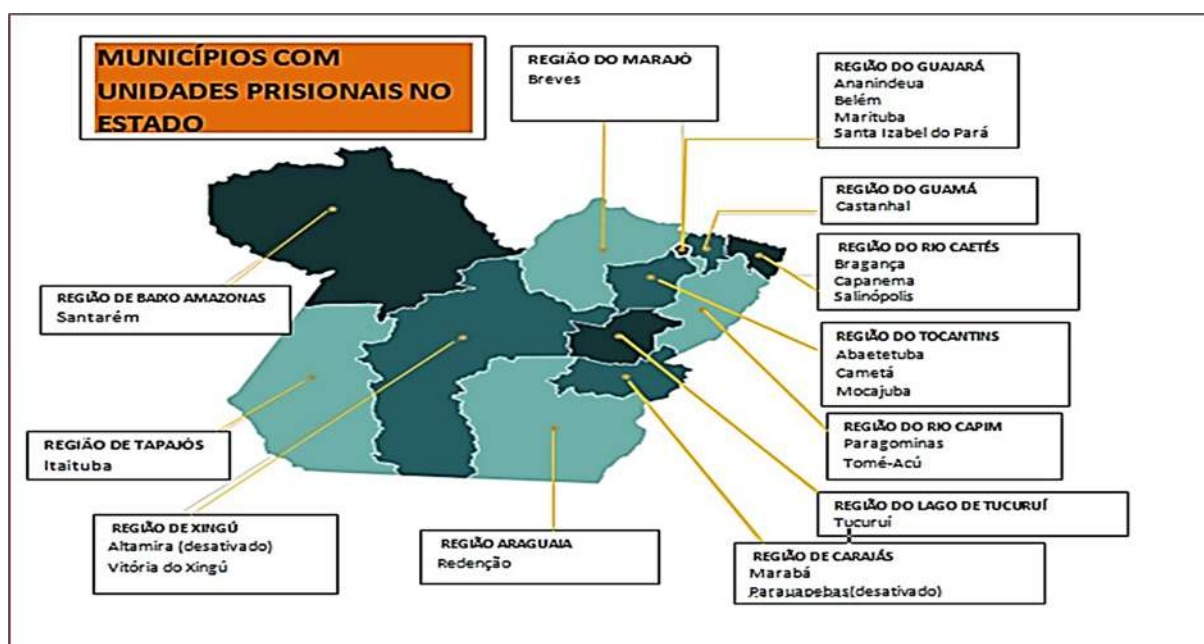 MUNICÍPIOS COM
UNIDADES PRISIONAIS NO
ESTADO
REGIÃO DO MARAJÓ
Breves
REGIÃO DO GUAJARÁ
Ananindeua
Belém
Marituba
Santa Izabel do Pará
REGIÃO DO GUAMÁ
Castanhal
REGIÃO DO RIO CAETÉS
Bragança
Capanema
Salinópolis
REGIÃO DE BAIXO AMAZONAS
Santarém
REGIÃO DO TOCANTINS
Abaetetuba
Cametá
Mocajuba
REGIÃO DO RIO CAPIM
Paragominas
Tomé-Acú
REGIÃO DE TAPAJÓS
Itaituba
REGIÃO DO LAGO DE TUCURUÍ
Tucuruí
REGIÃO DE XINGÚ
Altamira (desativado)
Vitória do Xingú
REGIÃO ARAGUAIA
Redenção
REGIÃO DE CARAJÁS
Marabá
Parauapebas(desativado)